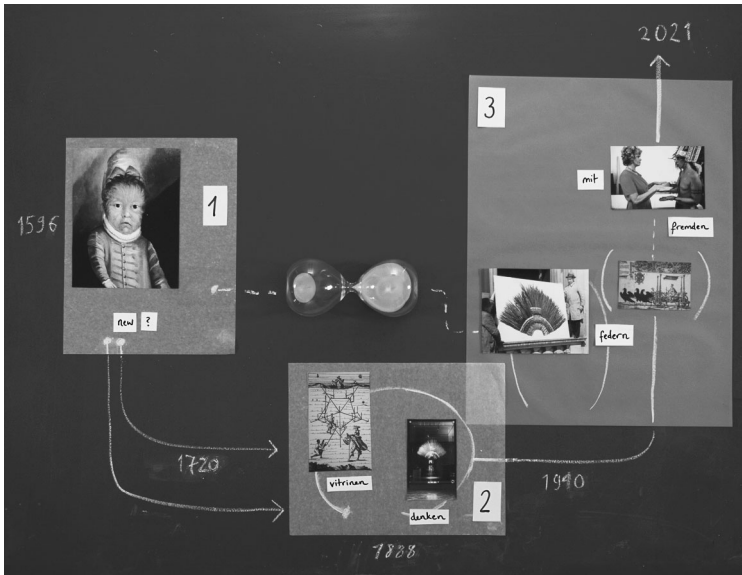 2021
3
mit
1
1596
fremden
new ?
federn
1720
vitrinen
1940
2
denken
1888